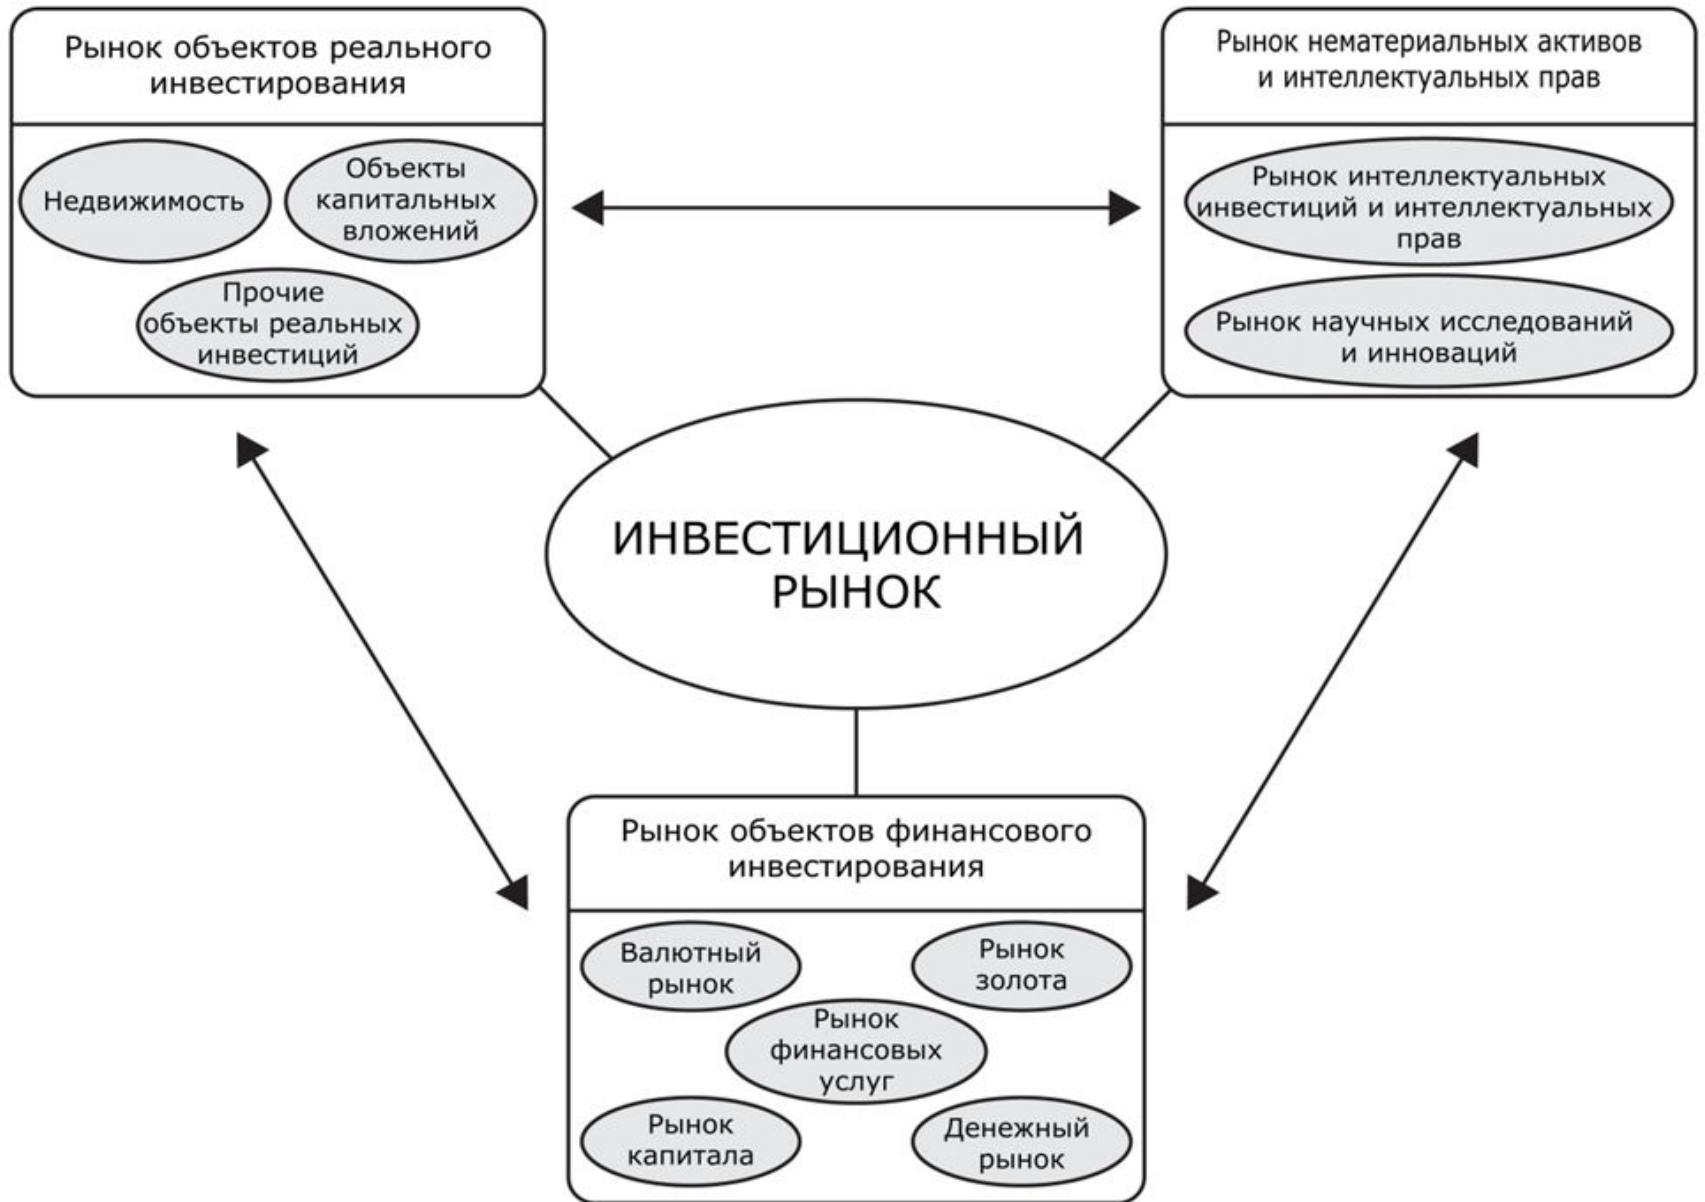 Рынок объектов реального
инвестирования
Недвижимость
Объекты
капитальных
вложений
Прочие
объекты реальных
инвестиций
Рынок нематериальных активов
и интеллектуальных прав
Рынок интеллектуальных
инвестиций и интеллектуальных
прав
Рынок научных исследований
и инноваций
ИНВЕСТИЦИОННЫЙ
РЫНОК
Рынок объектов финансового
инвестирования
Валютный
рынок
Рынок
золота
Рынок
финансовых
услуг
Рынок
капитала
Денежный
рынок